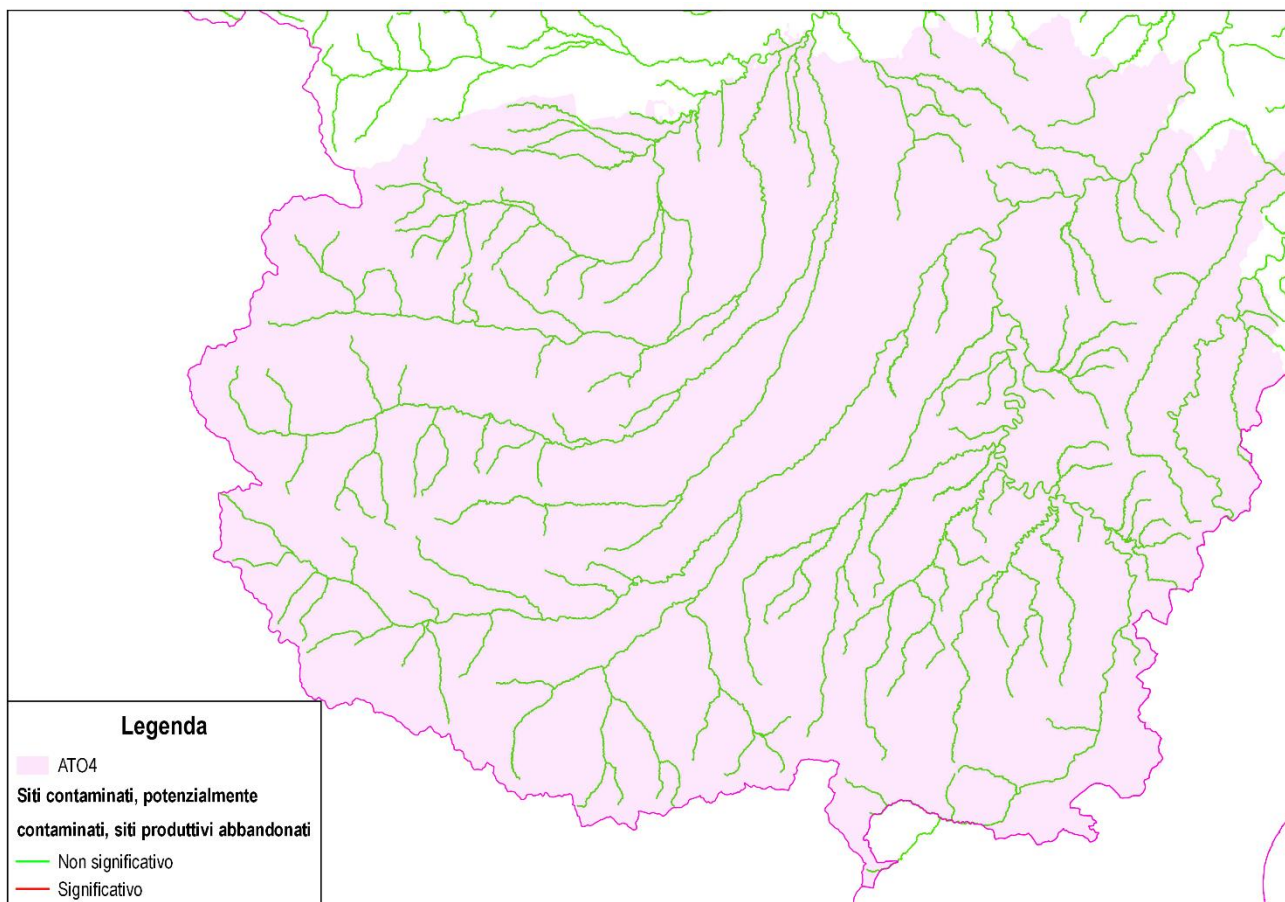 Legenda
ATO4
Siti contaminati, potenzialmente
contaminati, siti produttivi abbandonati
Non significativo
Significativo